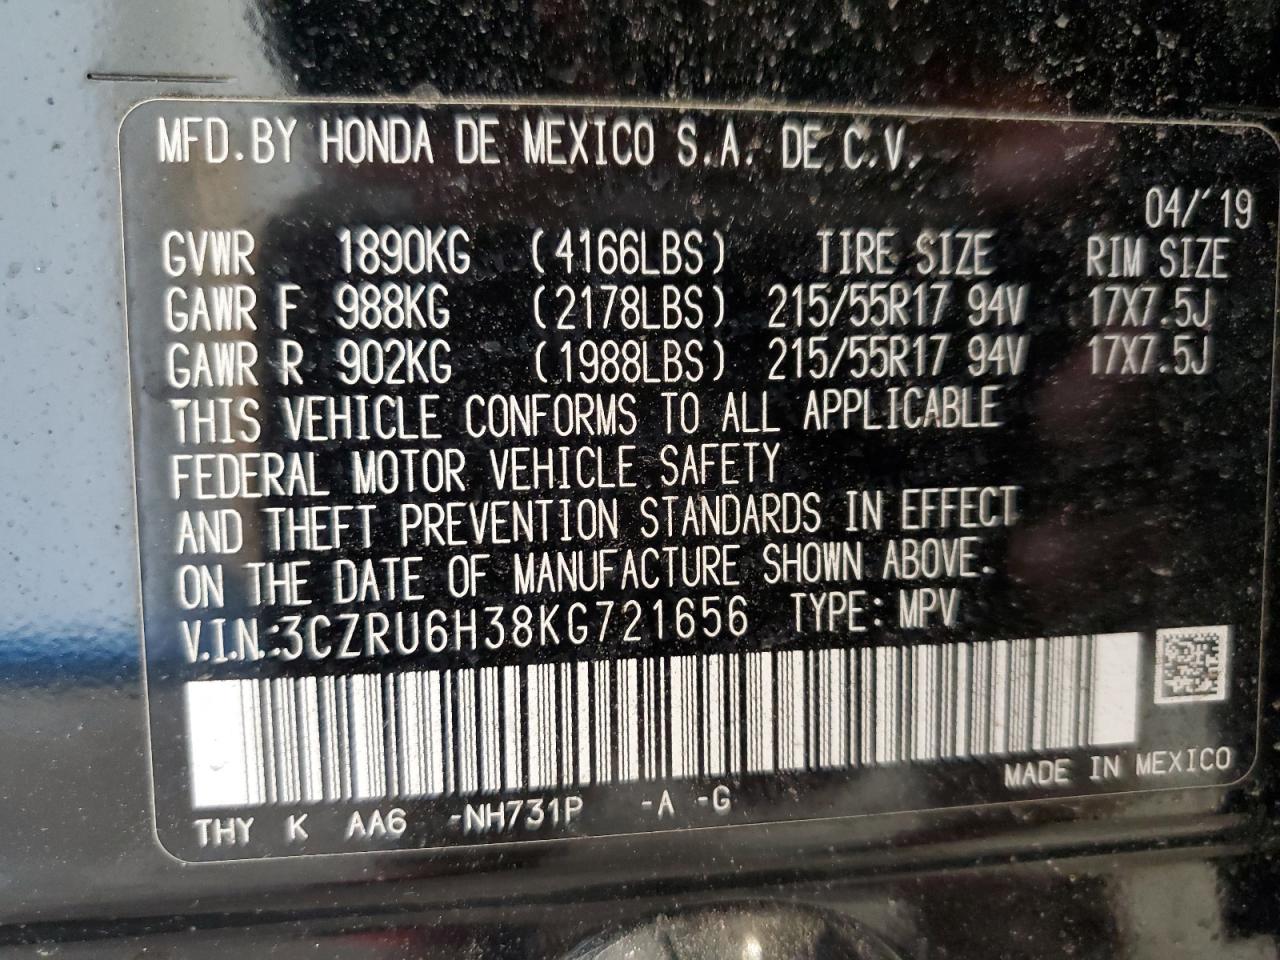 MFD.BY HONDA DE MEXICO S.A. DE C.V.
04/'19
GVWR 1890KG (4166LBS) TIRE SIZE RIM SIZE
GAWR F 988KG (2178LBS) 215/55R17 94V 17X7.5J
GAWR R 902KG (1988LBS) 215/55R17 94V 17X7.5J
THIS VEHICLE CONFORMS TO ALL APPLICABLE
FEDERAL MOTOR VEHICLE SAFETY
AND THEFT PREVENTION STANDARDS IN EFFECT
ON THE DATE OF MANUFACTURE SHOWN ABOVE.
V.I.N.:3CZRU6H38KG721656 TYPE: MPV
MADE IN MEXICO
THY K AA6 -NH731P -A -G